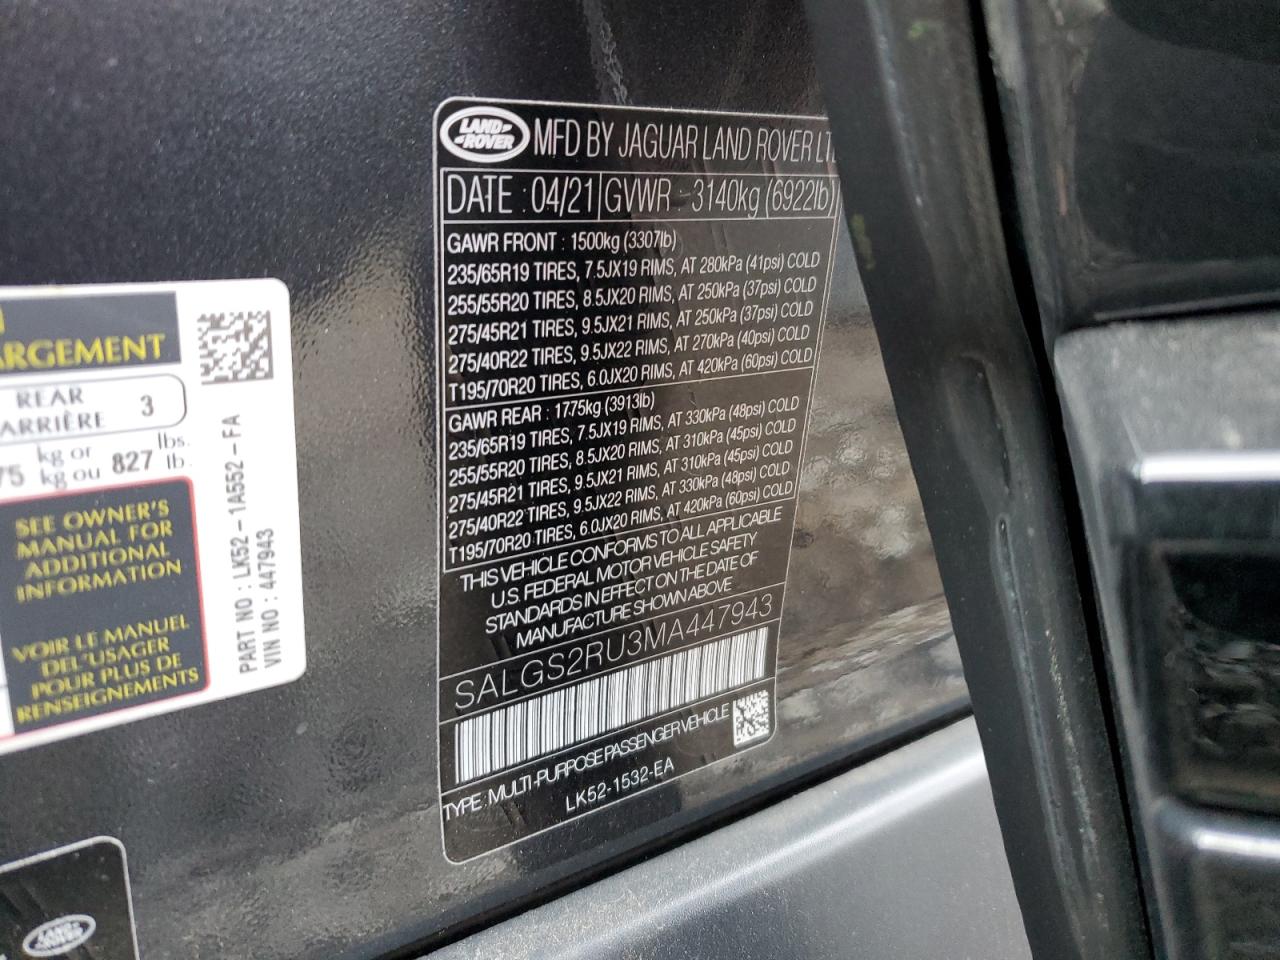 ARGEMENT
REAR
ARRIÈRE 3
75 kg or lbs.
kg ou 827 lb.
SEE OWNER'S
MANUAL FOR
ADDITIONAL
INFORMATION
VOIR LE MANUEL
DEL'USAGER
POUR PLUS DE
RENSEIGNEMENTS
PART NO : LK52-1A552-FA
VIN NO : 447943
LAND ROVER
LAND-
-ROVER
MFD BY JAGUAR LAND ROVER LT
DATE : 04/21 GVWR : 3140kg (6922lb)
GAWR FRONT : 1500kg (3307lb)
235/65R19 TIRES, 7.5JX19 RIMS, AT 280kPa (41psi) COLD
255/55R20 TIRES, 8.5JX20 RIMS, AT 250kPa (37psi) COLD
275/45R21 TIRES, 9.5JX21 RIMS, AT 250kPa (37psi) COLD
275/40R22 TIRES, 9.5JX22 RIMS, AT 270kPa (40psi) COLD
T195/70R20 TIRES, 6.0JX20 RIMS, AT 420kPa (60psi) COLD
GAWR REAR : 1775kg (3913lb)
235/65R19 TIRES, 7.5JX19 RIMS, AT 330kPa (48psi) COLD
255/55R20 TIRES, 8.5JX20 RIMS, AT 310kPa (45psi) COLD
275/45R21 TIRES, 9.5JX21 RIMS, AT 310kPa (45psi) COLD
275/40R22 TIRES, 9.5JX22 RIMS, AT 330kPa (48psi) COLD
T195/70R20 TIRES, 6.0JX20 RIMS, AT 420kPa (60psi) COLD
THIS VEHICLE CONFORMS TO ALL APPLICABLE
U.S. FEDERAL MOTOR VEHICLE SAFETY
STANDARDS IN EFFECT ON THE DATE OF
MANUFACTURE SHOWN ABOVE
SALGS2RU3MA447943
TYPE : MULTI-PURPOSE PASSENGER VEHICLE
LK52-1532-EA